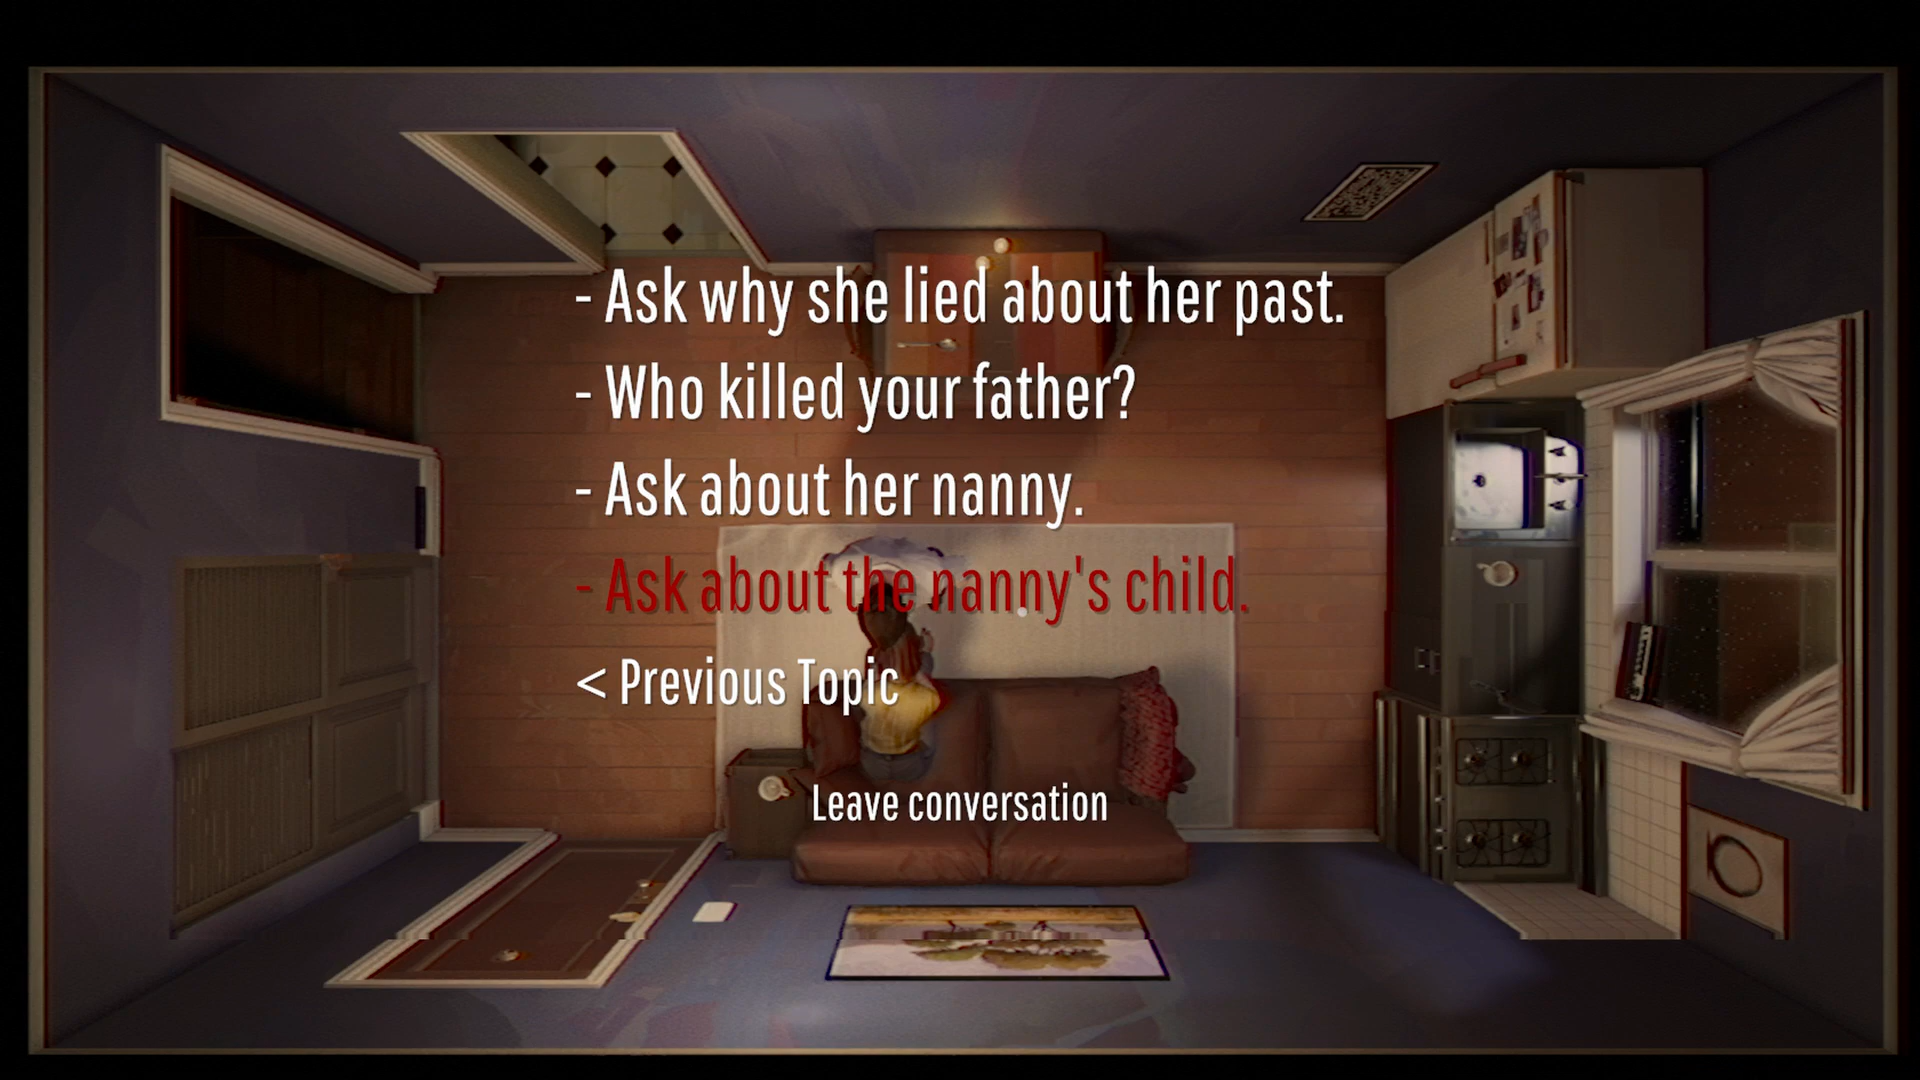 - Ask why she lied about her past.
- Who killed your father?
- Ask about her nanny.
- Ask about the nanny's child.
< Previous Topic
Leave conversation